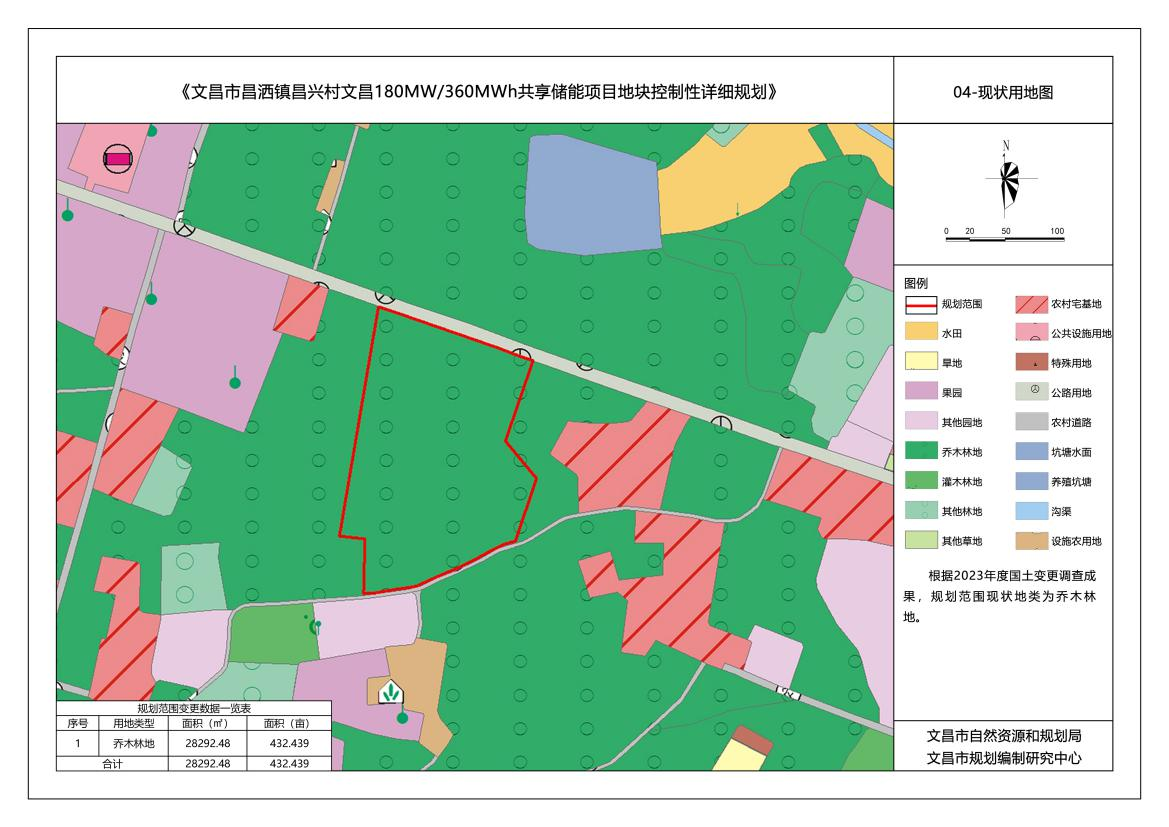 《文昌市昌洒镇昌兴村文昌180MW/360MWh共享储能项目地块控制性详细规划》
04-现状用地图
N
0 20 50 100
图例
规划范围 农村宅基地
水田 公共设施用地
旱地 特殊用地
果园 公路用地
其他园地 农村道路
乔木林地 坑塘水面
灌木林地 养殖坑塘
其他林地 沟渠
其他草地 设施农用地
根据2023年度国土变更调查成
果，规划范围现状地类为乔木林
地。
规划范围变更数据一览表
序号 用地类型 面积（㎡） 面积（亩）
1 乔木林地 28292.48 432.439
合计 28292.48 432.439
文昌市自然资源和规划局
文昌市规划编制研究中心